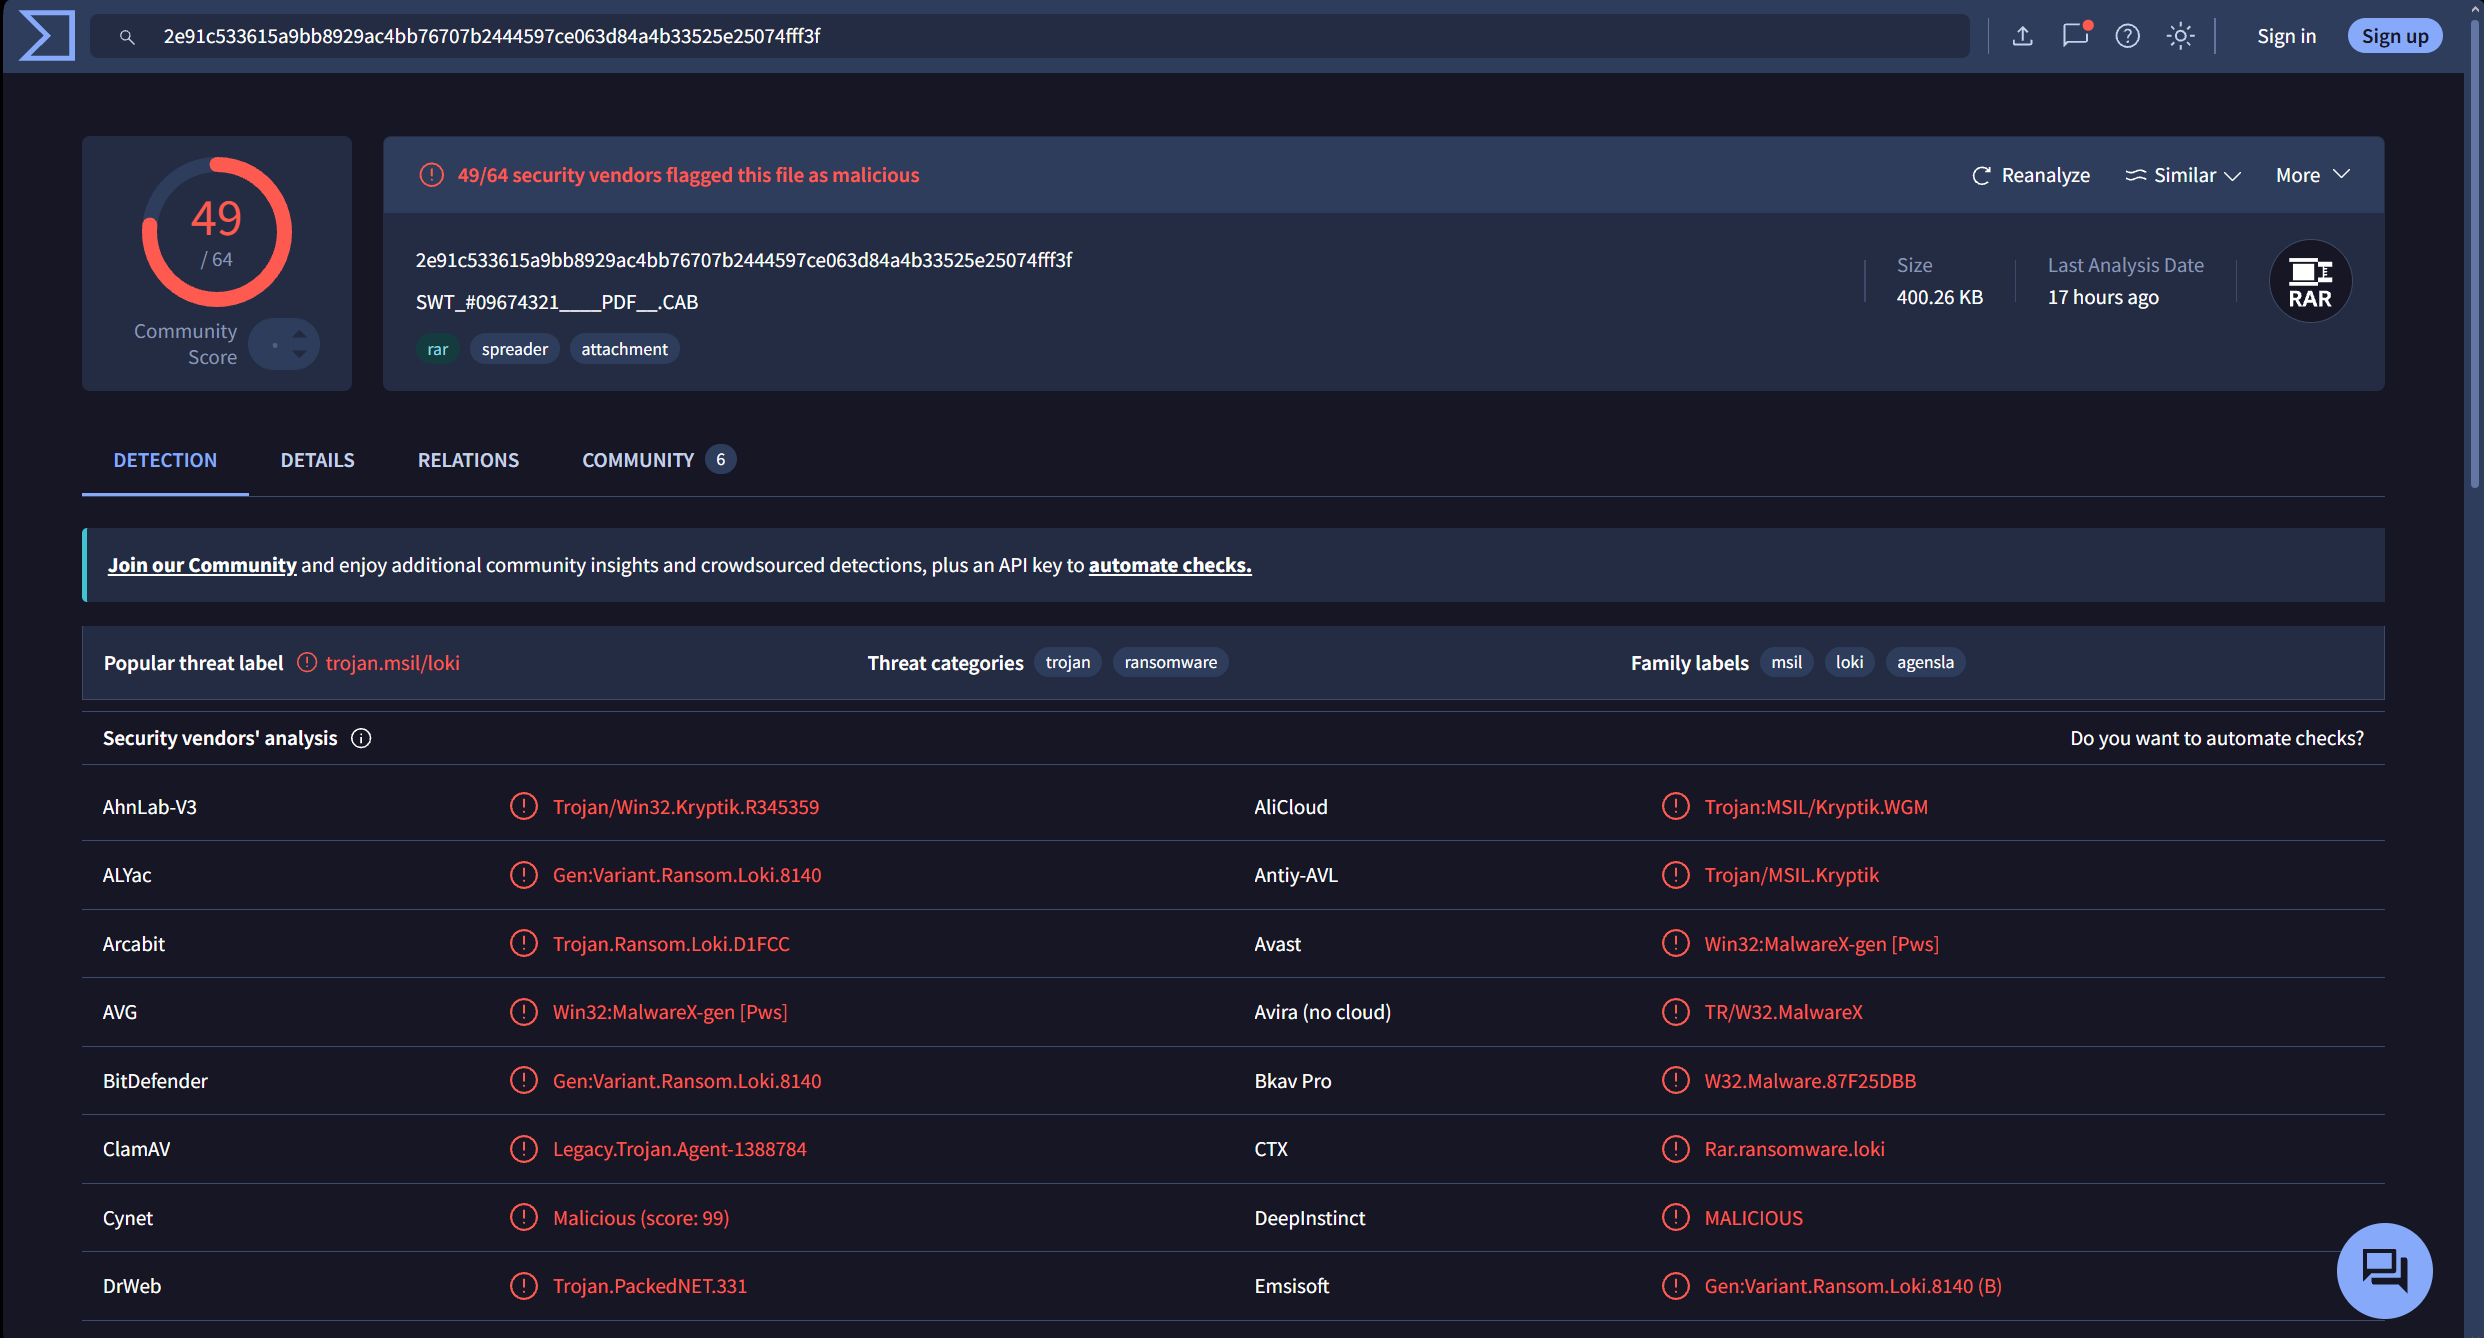 2e91c533615a9bb8929ac4bb76707b2444597ce063d84a4b33525e25074fff3f
Sign in
Sign up
49
/ 64
Community
Score
49/64 security vendors flagged this file as malicious
Reanalyze
Similar
More
2e91c533615a9bb8929ac4bb76707b2444597ce063d84a4b33525e25074fff3f
SWT_#09674321____PDF__.CAB
rar
spreader
attachment
Size
400.26 KB
Last Analysis Date
17 hours ago
RAR
DETECTION
DETAILS
RELATIONS
COMMUNITY 6
Join our Community and enjoy additional community insights and crowdsourced detections, plus an API key to automate checks.
Popular threat label trojan.msil/loki
Threat categories trojan ransomware
Family labels msil loki agensla
Security vendors' analysis
Do you want to automate checks?
AhnLab-V3 Trojan/Win32.Kryptik.R345359
AliCloud Trojan:MSIL/Kryptik.WGM
ALYac Gen:Variant.Ransom.Loki.8140
Antiy-AVL Trojan/MSIL.Kryptik
Arcabit Trojan.Ransom.Loki.D1FCC
Avast Win32:MalwareX-gen [Pws]
AVG Win32:MalwareX-gen [Pws]
Avira (no cloud) TR/W32.MalwareX
BitDefender Gen:Variant.Ransom.Loki.8140
Bkav Pro W32.Malware.87F25DBB
ClamAV Legacy.Trojan.Agent-1388784
CTX Rar.ransomware.loki
Cynet Malicious (score: 99)
DeepInstinct MALICIOUS
DrWeb Trojan.PackedNET.331
Emsisoft Gen:Variant.Ransom.Loki.8140 (B)